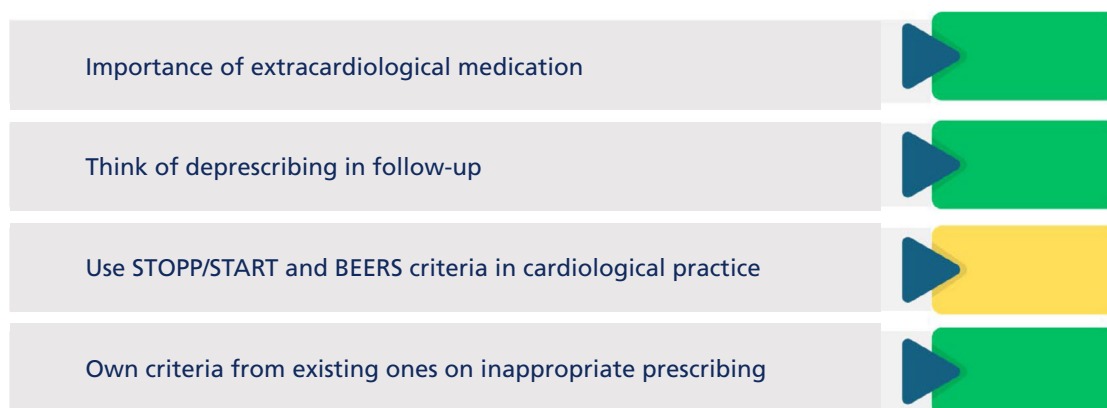 Importance of extracardiological medication
Think of deprescribing in follow-up
Use STOPP/START and BEERS criteria in cardiological practice
Own criteria from existing ones on inappropriate prescribing